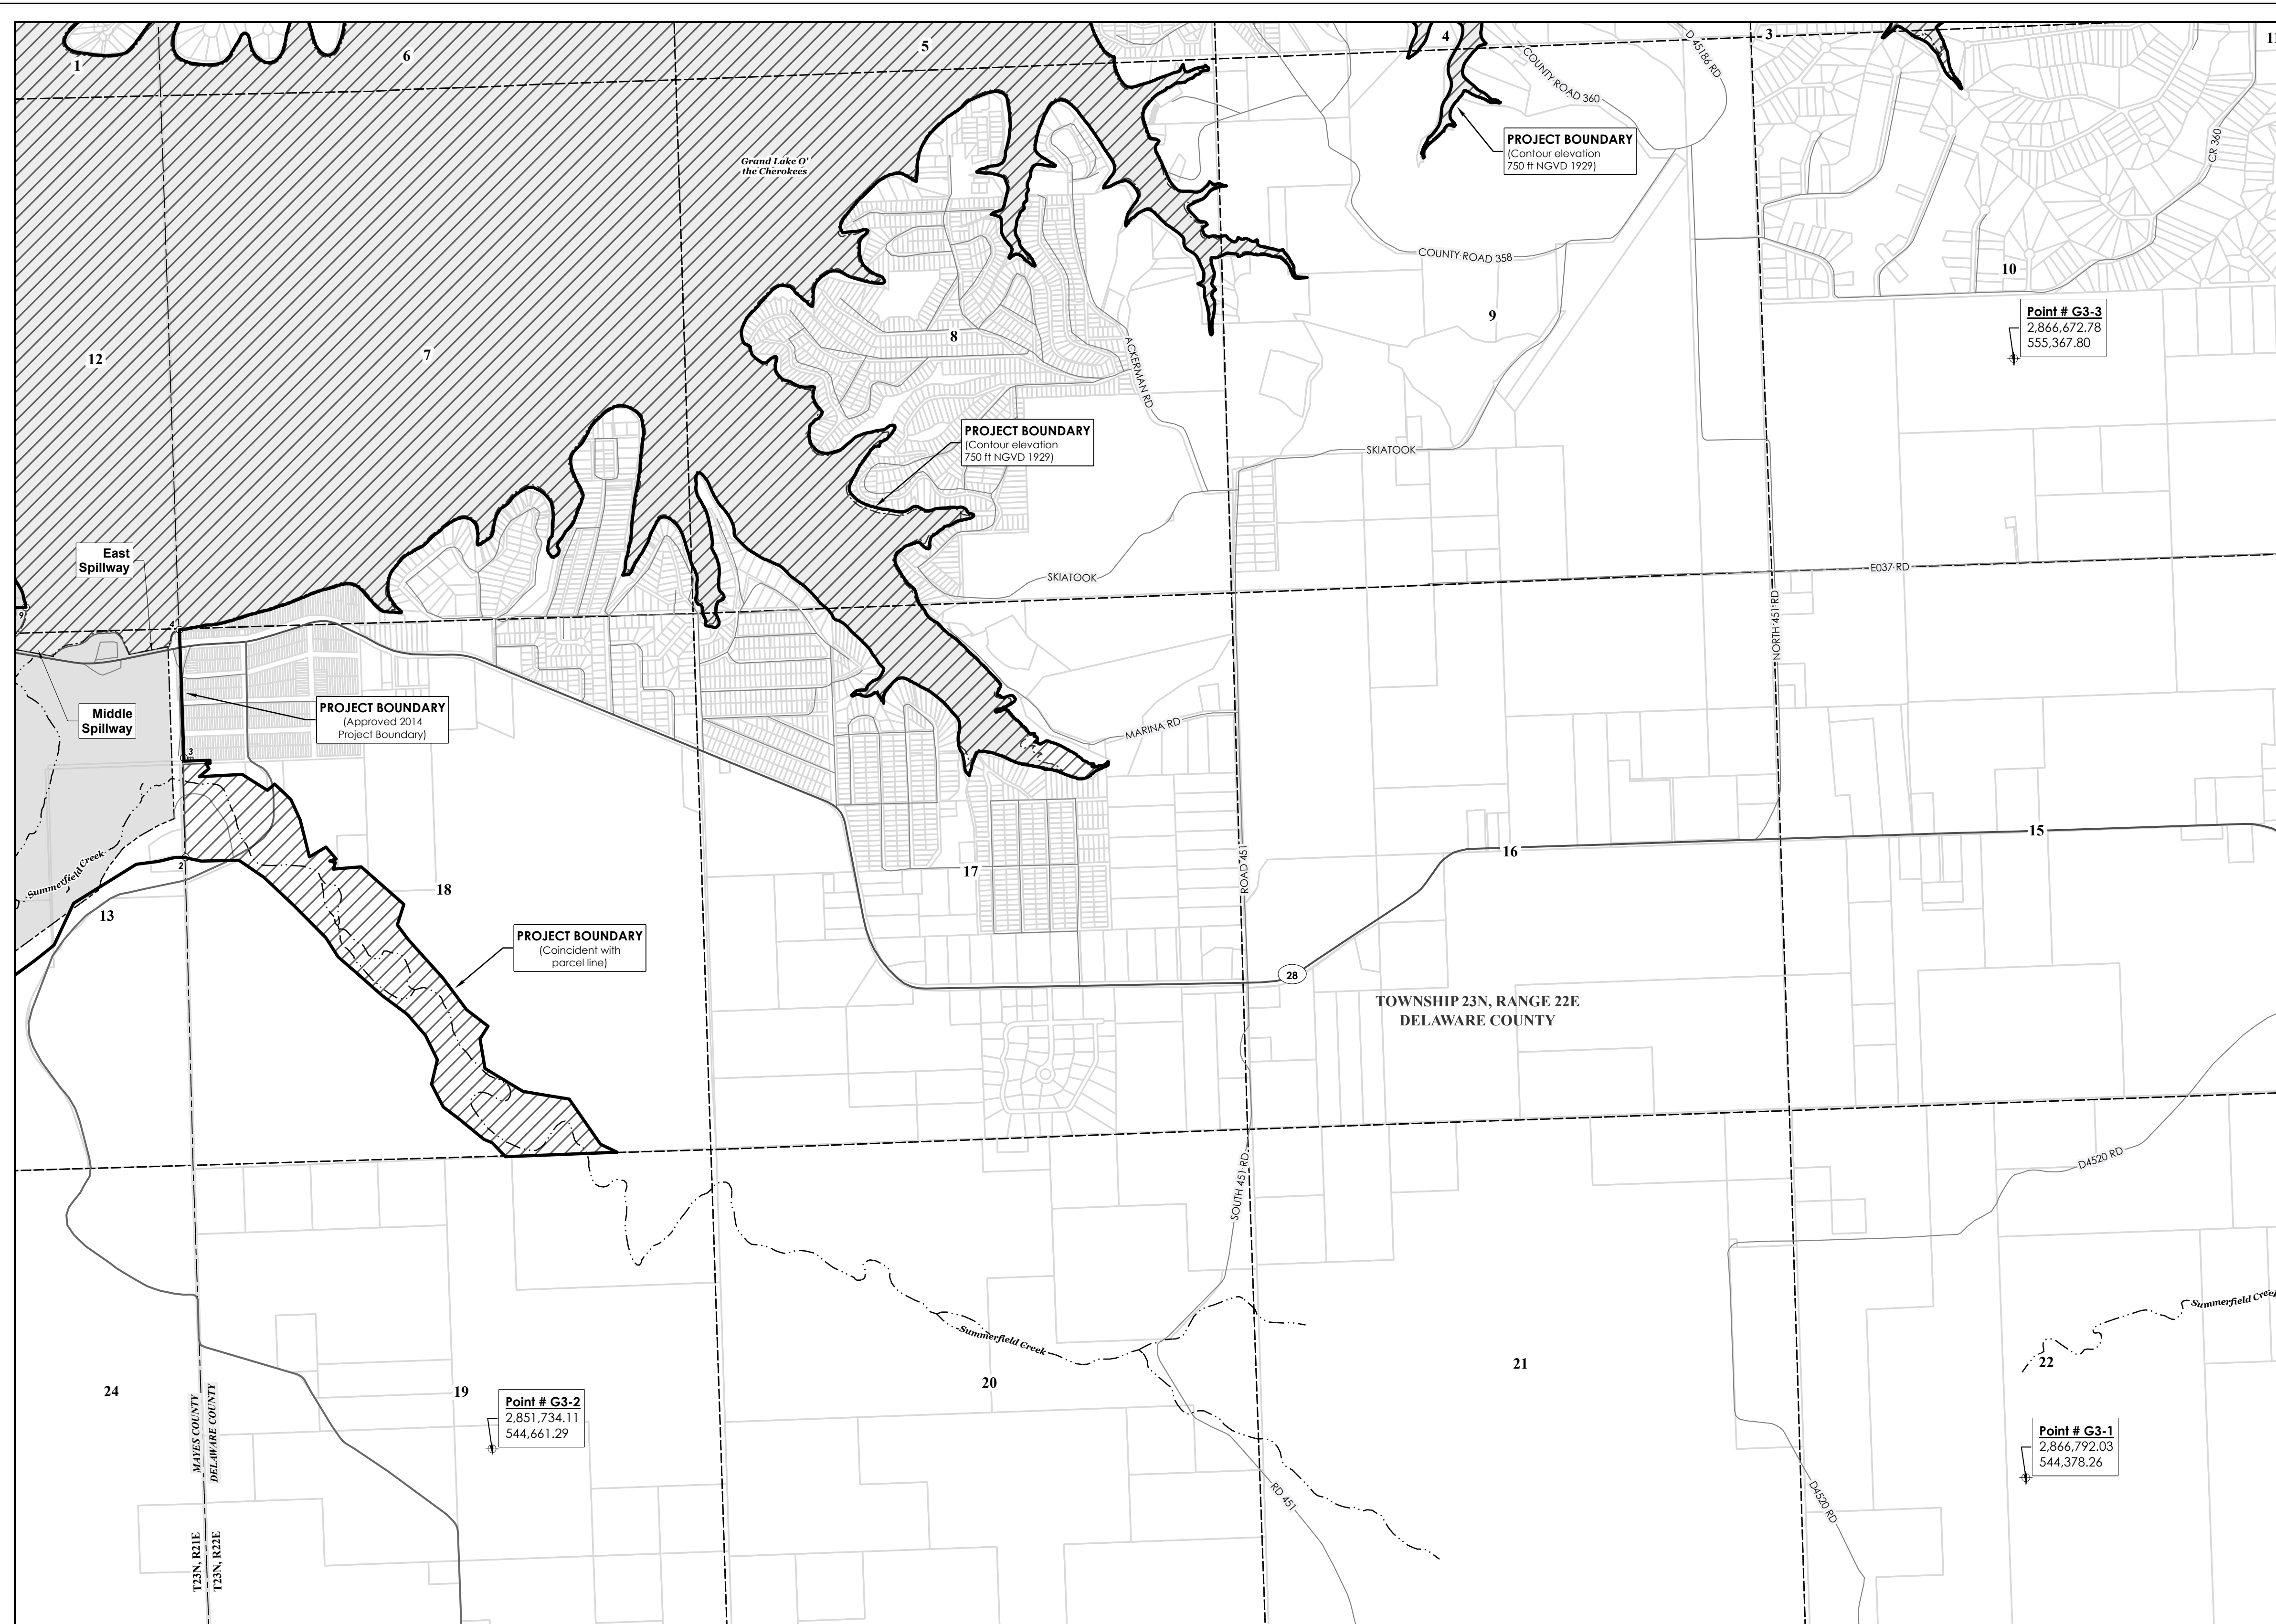 1
6
5
4
3
11
D 45186 RD
COUNTY ROAD 360
CR 360
PROJECT BOUNDARY
(Contour elevation
750 ft NGVD 1929)
Grand Lake O'
the Cherokees
COUNTY ROAD 358
10
12
7
8
9
Point # G3-3
2,866,672.78
555,367.80
ACKERMAN RD
PROJECT BOUNDARY
(Contour elevation
750 ft NGVD 1929)
SKIATOOK
East
Spillway
SKIATOOK
E037 RD
NORTH 451 RD
4
Middle
Spillway
PROJECT BOUNDARY
(Approved 2014
Project Boundary)
3
MARINA RD
2
Summerfield Creek
13
18
17
ROAD 451
16
15
PROJECT BOUNDARY
(Coincident with
parcel line)
28
TOWNSHIP 23N, RANGE 22E
DELAWARE COUNTY
D4520 RD
SOUTH 451 RD
Summerfield Creek
Summerfield Creek
24
19
20
21
22
MAYES COUNTY
DELAWARE COUNTY
Point # G3-2
2,851,734.11
544,661.29
Point # G3-1
2,866,792.03
544,378.26
RD 451
D4520 RD
T23N, R21E
T23N, R22E